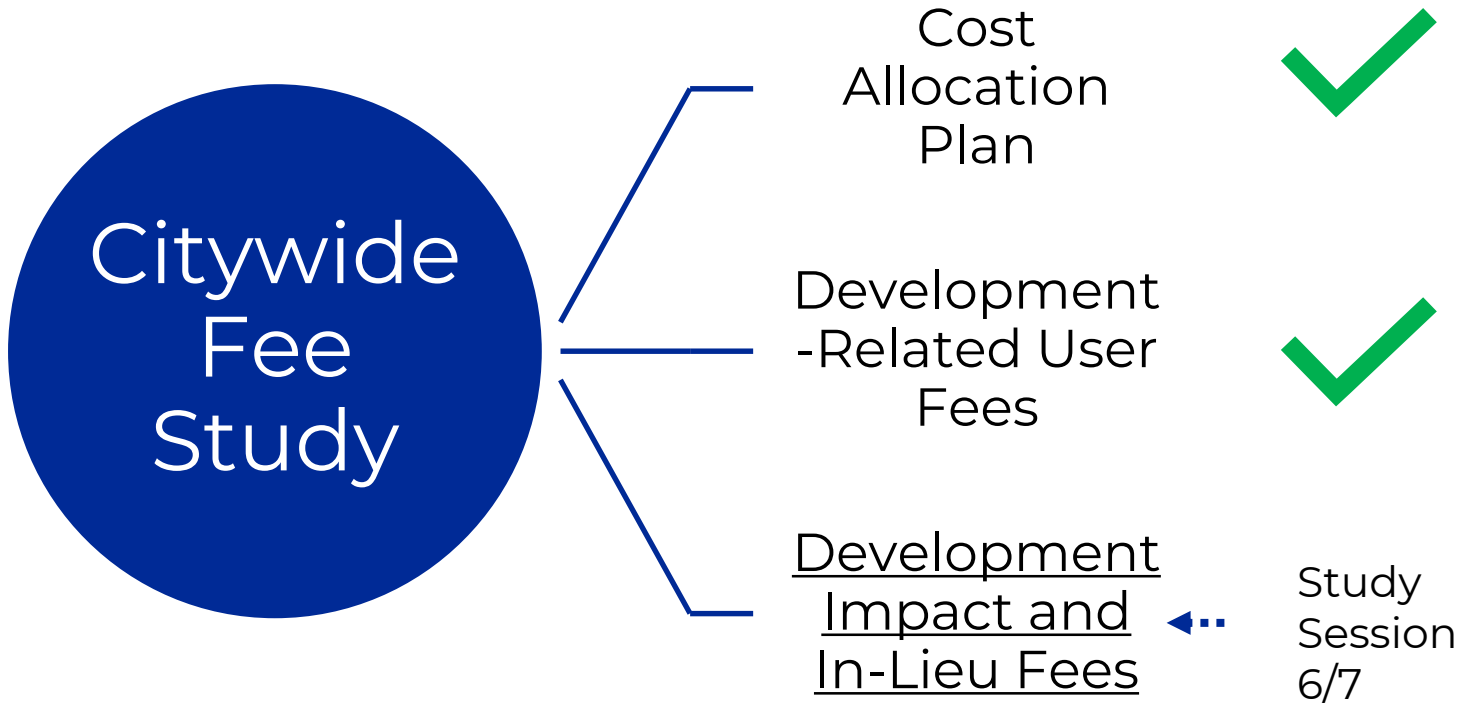 Citywide
Fee
Study
Cost
Allocation
Plan
Development
-Related User
Fees
Development
Impact and
In-Lieu Fees
Study
Session
6/7